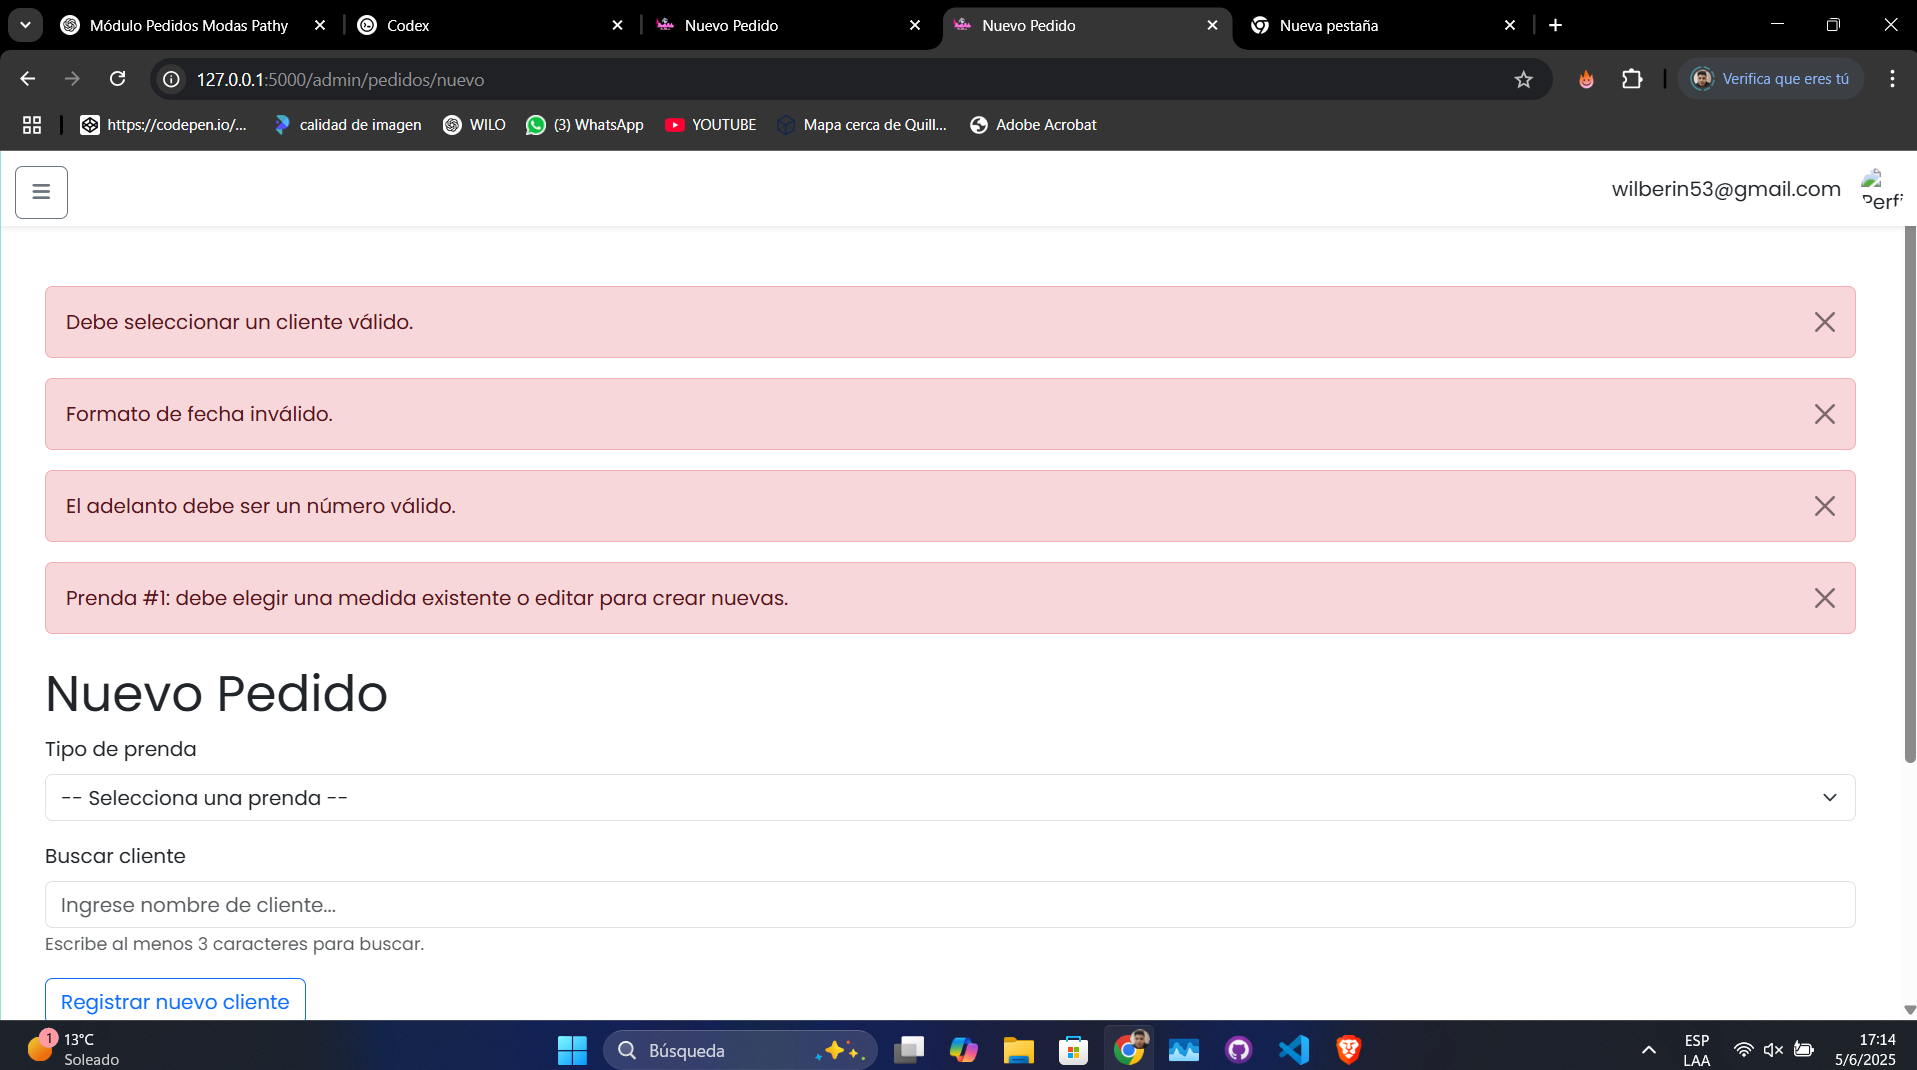 Módulo Pedidos Modas Pathy
Codex
Nuevo Pedido
Nuevo Pedido
Nueva pestaña
127.0.0.1:5000/admin/pedidos/nuevo
Verifica que eres tú
https://codepen.io/...
calidad de imagen
WILO
(3) WhatsApp
YOUTUBE
Mapa cerca de Quill...
Adobe Acrobat
wilberin53@gmail.com
Perfi
Debe seleccionar un cliente válido.
Formato de fecha inválido.
El adelanto debe ser un número válido.
Prenda #1: debe elegir una medida existente o editar para crear nuevas.
Nuevo Pedido
Tipo de prenda
-- Selecciona una prenda --
Buscar cliente
Ingrese nombre de cliente...
Escribe al menos 3 caracteres para buscar.
Registrar nuevo cliente
1
13°C
Soleado
Búsqueda
ESP
LAA
17:14
5/6/2025